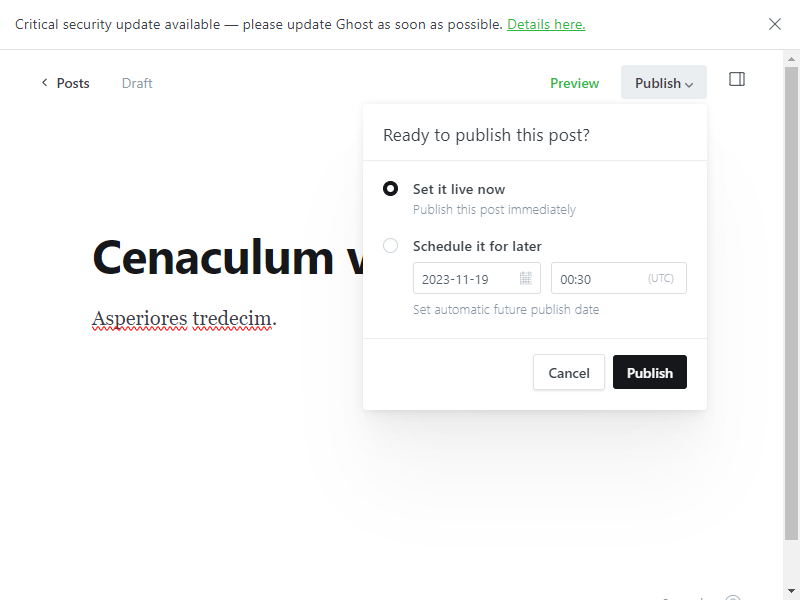 Critical security update available — please update Ghost as soon as possible. Details here.
Posts Draft Preview Publish
Ready to publish this post?
Cenaculum
Set it live now
Publish this post immediately
Schedule it for later
2023-11-19 00:30 (UTC)
Set automatic future publish date
Asperiores tredecim.
Cancel Publish